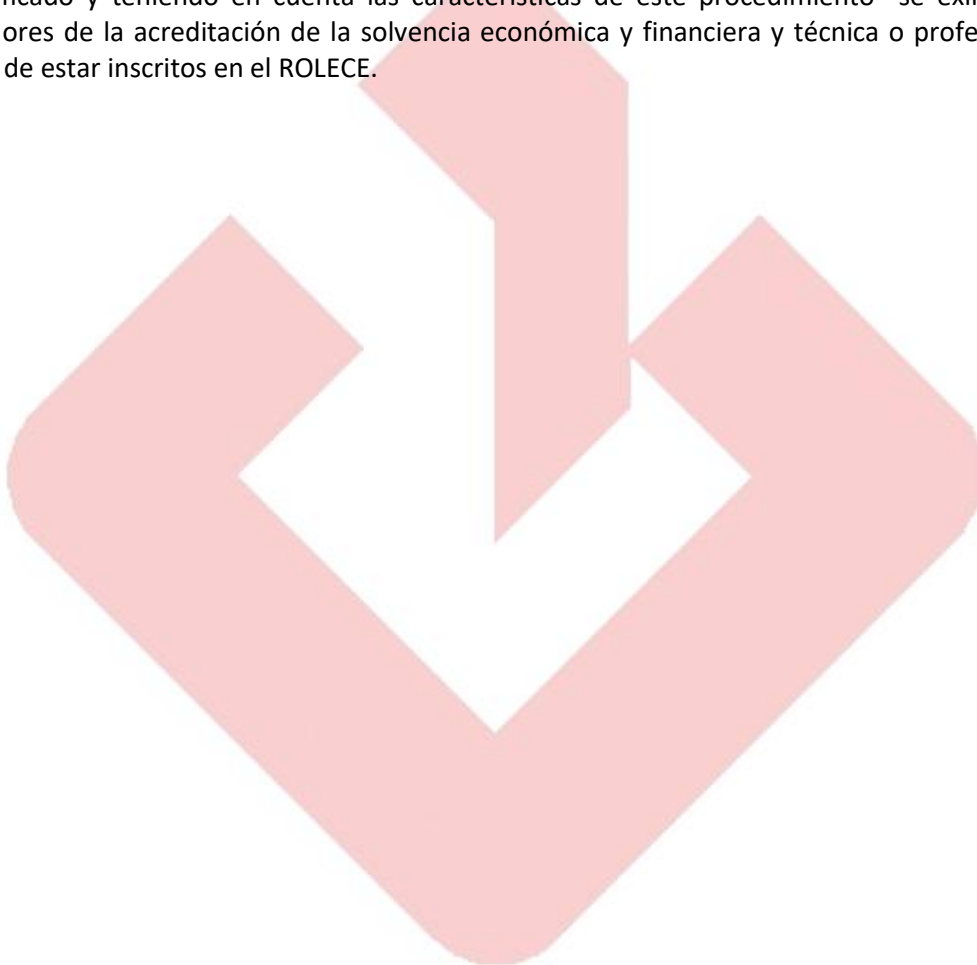 ficado y teniendo en cuenta las características de este procedimiento se exi
ores de la acreditación de la solvencia económica y financiera y técnica o profe
de estar inscritos en el ROLECE.